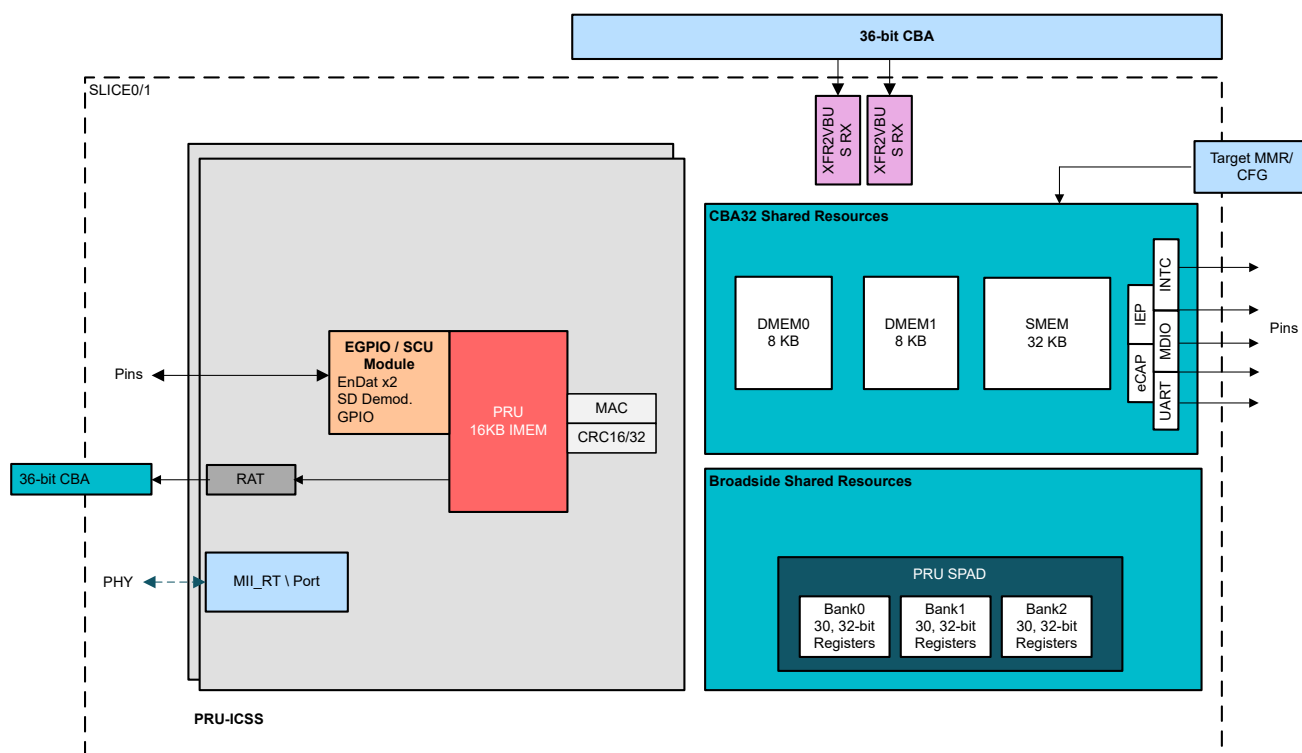 36-bit CBA
SLICE0/1
XFR2VBU
S RX
XFR2VBU
S RX
Target MMR/
CFG
CBA32 Shared Resources
DMEM0
8 KB
DMEM1
8 KB
SMEM
32 KB
INTC
IEP
MDIO
eCAP
UART
Pins
EGPIO / SCU
Module
EnDat x2
SD Demod.
GPIO
Pins
PRU
16KB IMEM
MAC
CRC16/32
36-bit CBA
RAT
PHY
MII_RT \ Port
Broadside Shared Resources
PRU SPAD
Bank0
30, 32-bit
Registers
Bank1
30, 32-bit
Registers
Bank2
30, 32-bit
Registers
PRU-ICSS